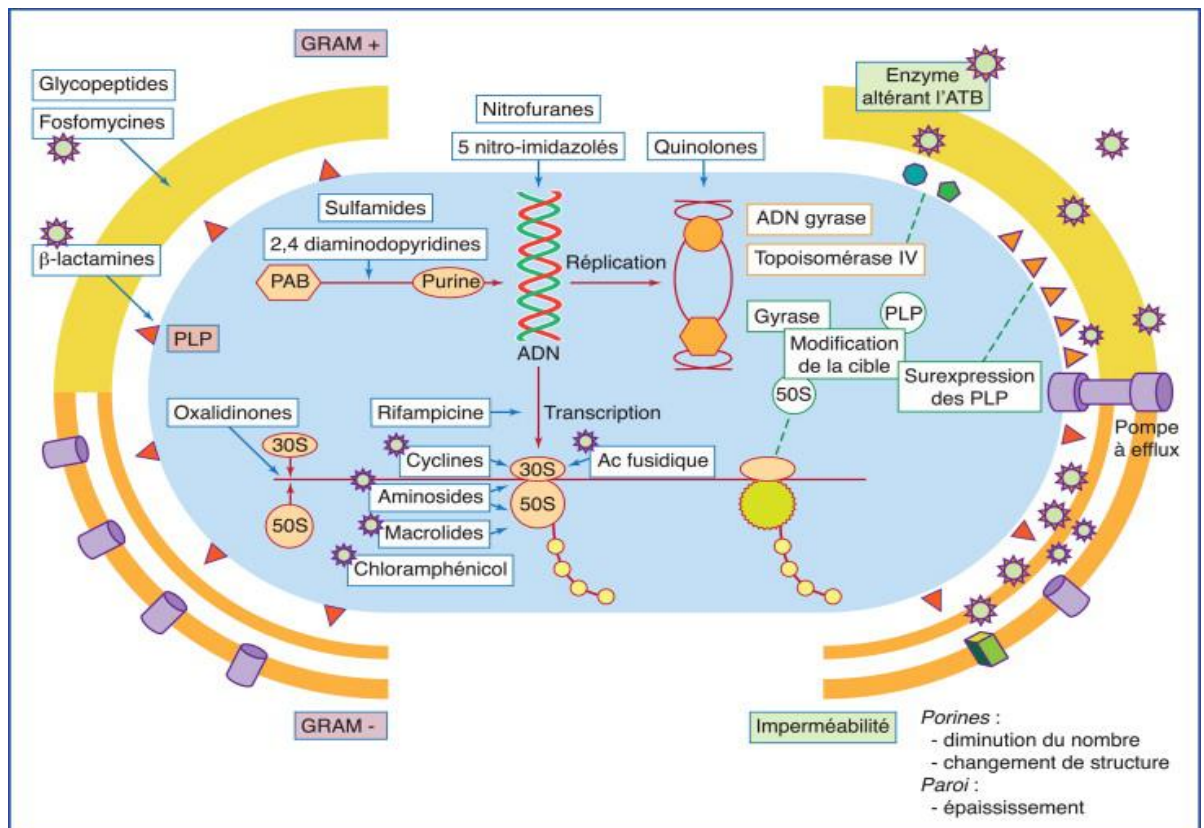 GRAM +
Glycopeptides
Fosfomycines
β-lactamines
PLP
Nitrofuranes
5 nitro-imidazolés
Quinolones
Enzyme
altérant l'ATB
Sulfamides
2,4 diaminodopyridines
PAB
Purine
Réplication
ADN
ADN gyrase
Topoisomérase IV
Gyrase
PLP
Modification
de la cible
50S
Surexpression
des PLP
Pompe
à efflux
Oxalidinones
30S
50S
Rifampicine
Transcription
Cyclines
30S
Ac fusidique
Aminosides
50S
Macrolides
Chloramphénicol
GRAM -
Imperméabilité
Porines :
- diminution du nombre
- changement de structure
Paroi :
- épaississement